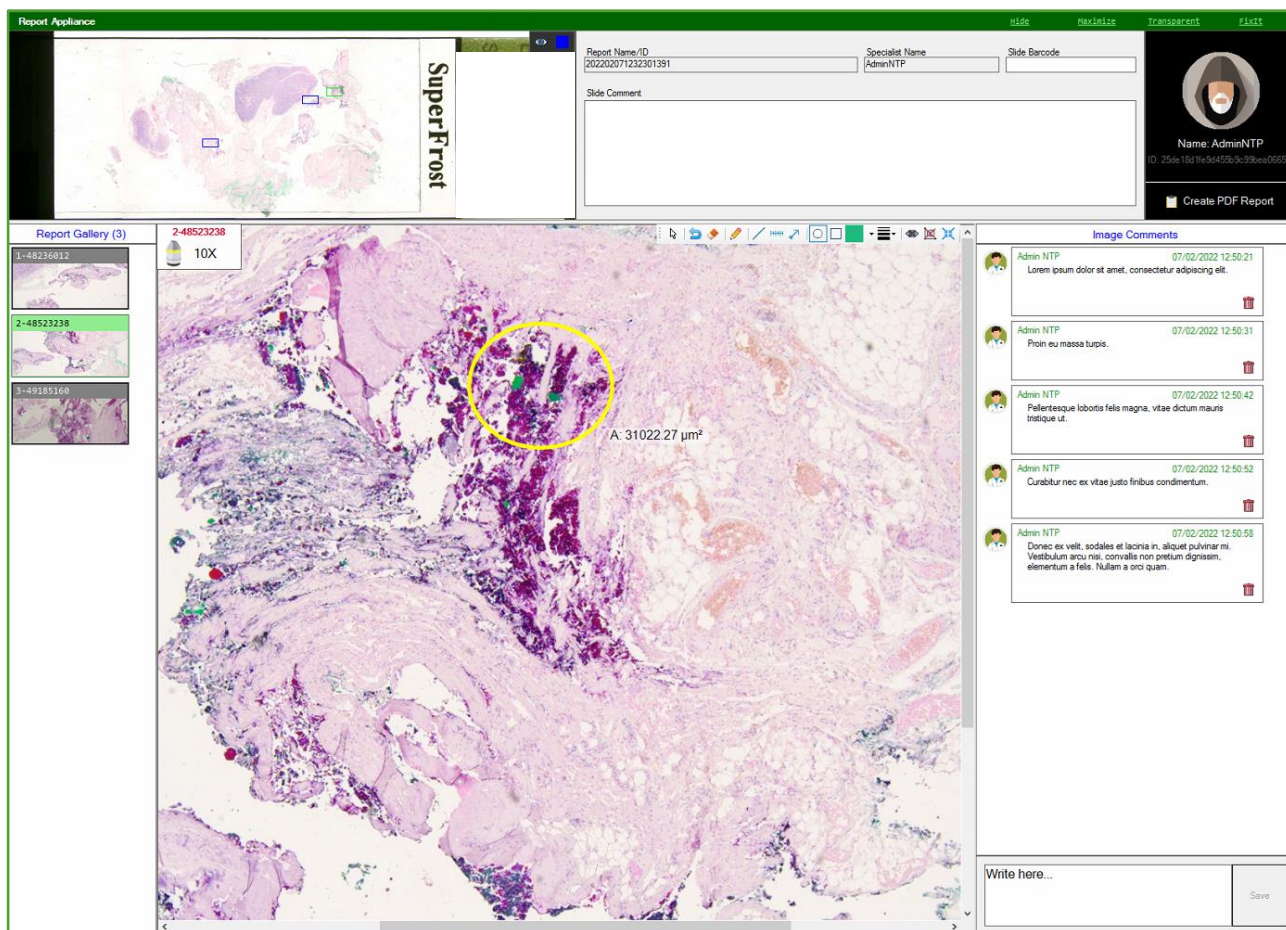 Report Appliance
Hide
Maximize
Transparent
FixIt
SuperFrost
Report Name/ID
202202071232301391
Specialist Name
AdminNTP
Slide Barcode
Slide Comment
Name: AdminNTP
ID: 25de18d1fe9d455b9c99bea0665
Create PDF Report
Report Gallery (3)
1-48236012
2-48523238
3-49185160
2-48523238
10X
A: 31022.27 µm²
Image Comments
Admin NTP 07/02/2022 12:50:21
Lorem ipsum dolor sit amet, consectetur adipiscing elit.
Admin NTP 07/02/2022 12:50:31
Proin eu massa turpis.
Admin NTP 07/02/2022 12:50:42
Pellentesque lobortis felis magna, vitae dictum mauris
tristique ut.
Admin NTP 07/02/2022 12:50:52
Curabitur nec ex vitae justo finibus condimentum.
Admin NTP 07/02/2022 12:50:58
Donec ex velit, sodales et lacinia in, aliquet pulvinar mi.
Vestibulum arcu nisi, convallis non pretium dignissim,
elementum a felis. Nullam a orci quam.
Write here...
Save